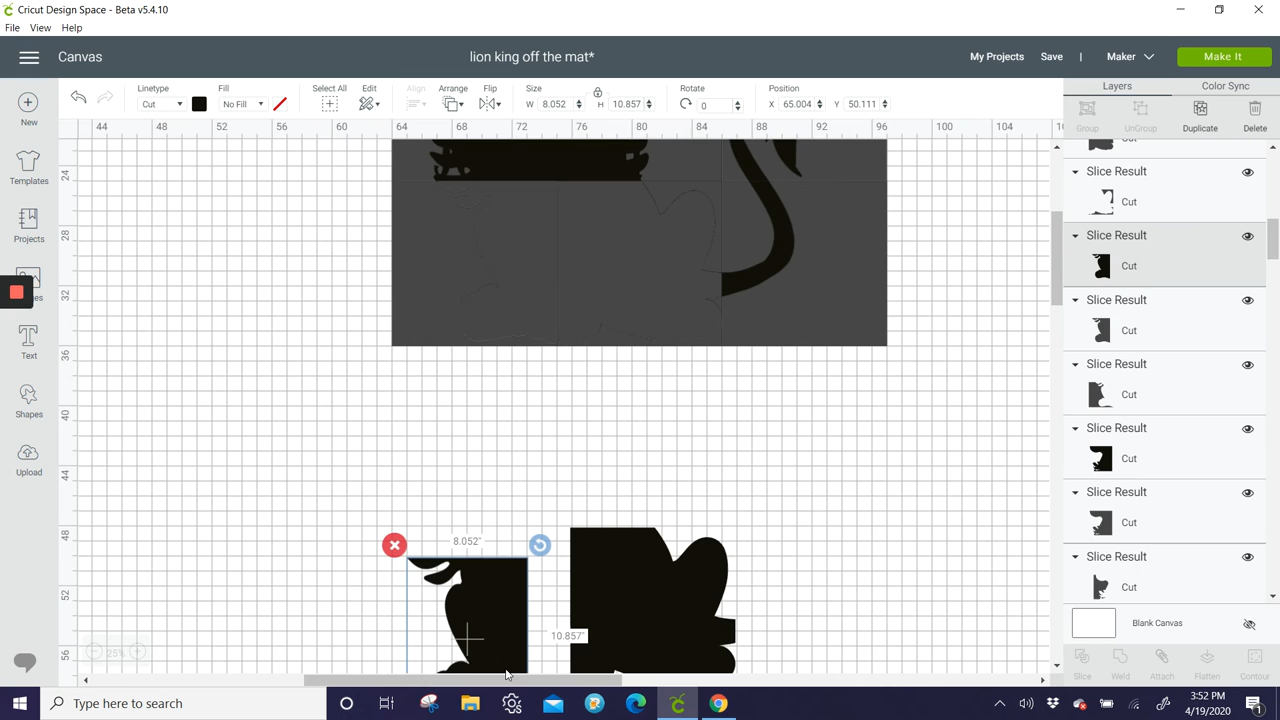 Cricut Design Space - Beta v5.4.10
File View Help
Canvas
lion king off the mat*
My Projects Save | Maker Make It
Linetype Fill Select All Edit Align Arrange Flip Size Rotate Position
Cut No Fill W 8.052 H 10.857 0 X 65.004 Y 50.111
Layers Color Sync
Group UnGroup Duplicate Delete
44 48 52 56 60 64 68 72 76 80 84 88 92 96 100 104
24
28
32
36
40
44
48
52
56
New
Templates
Projects
Text
Shapes
Upload
8.052"
10.857"
25%
Slice Result
Cut
Slice Result
Cut
Slice Result
Cut
Slice Result
Cut
Slice Result
Cut
Slice Result
Cut
Slice Result
Cut
Blank Canvas
Slice Weld Attach Flatten Contour
Type here to search
3:52 PM
4/19/2020